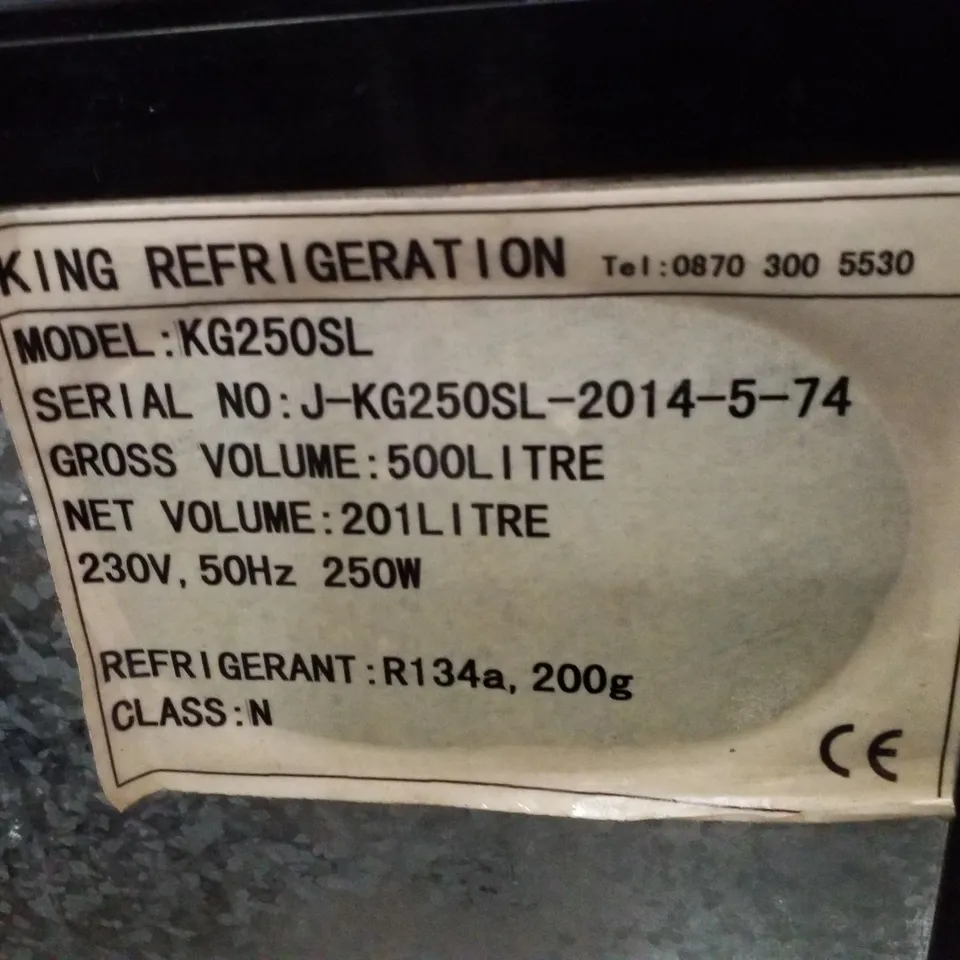 KING REFRIGERATION Tel:0870 300 5530
MODEL:KG250SL
SERIAL NO:J-KG250SL-2014-5-74
GROSS VOLUME:500LITRE
NET VOLUME:201LITRE
230V,50Hz 250W
REFRIGERANT:R134a,200g
CLASS:N
CE